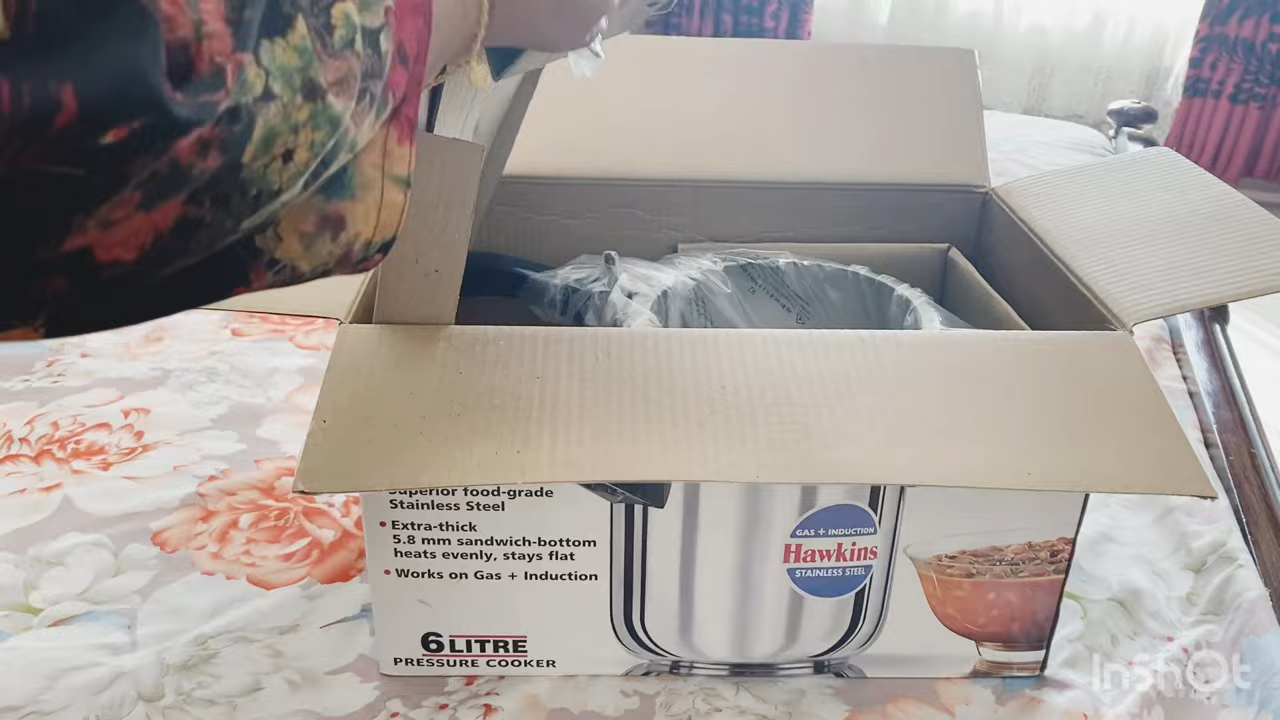 Superior food-grade
Stainless Steel
• Extra-thick
5.8 mm sandwich-bottom
heats evenly, stays flat
• Works on Gas + Induction
6 LITRE
PRESSURE COOKER
GAS + INDUCTION
Hawkins
STAINLESS STEEL
InShOt